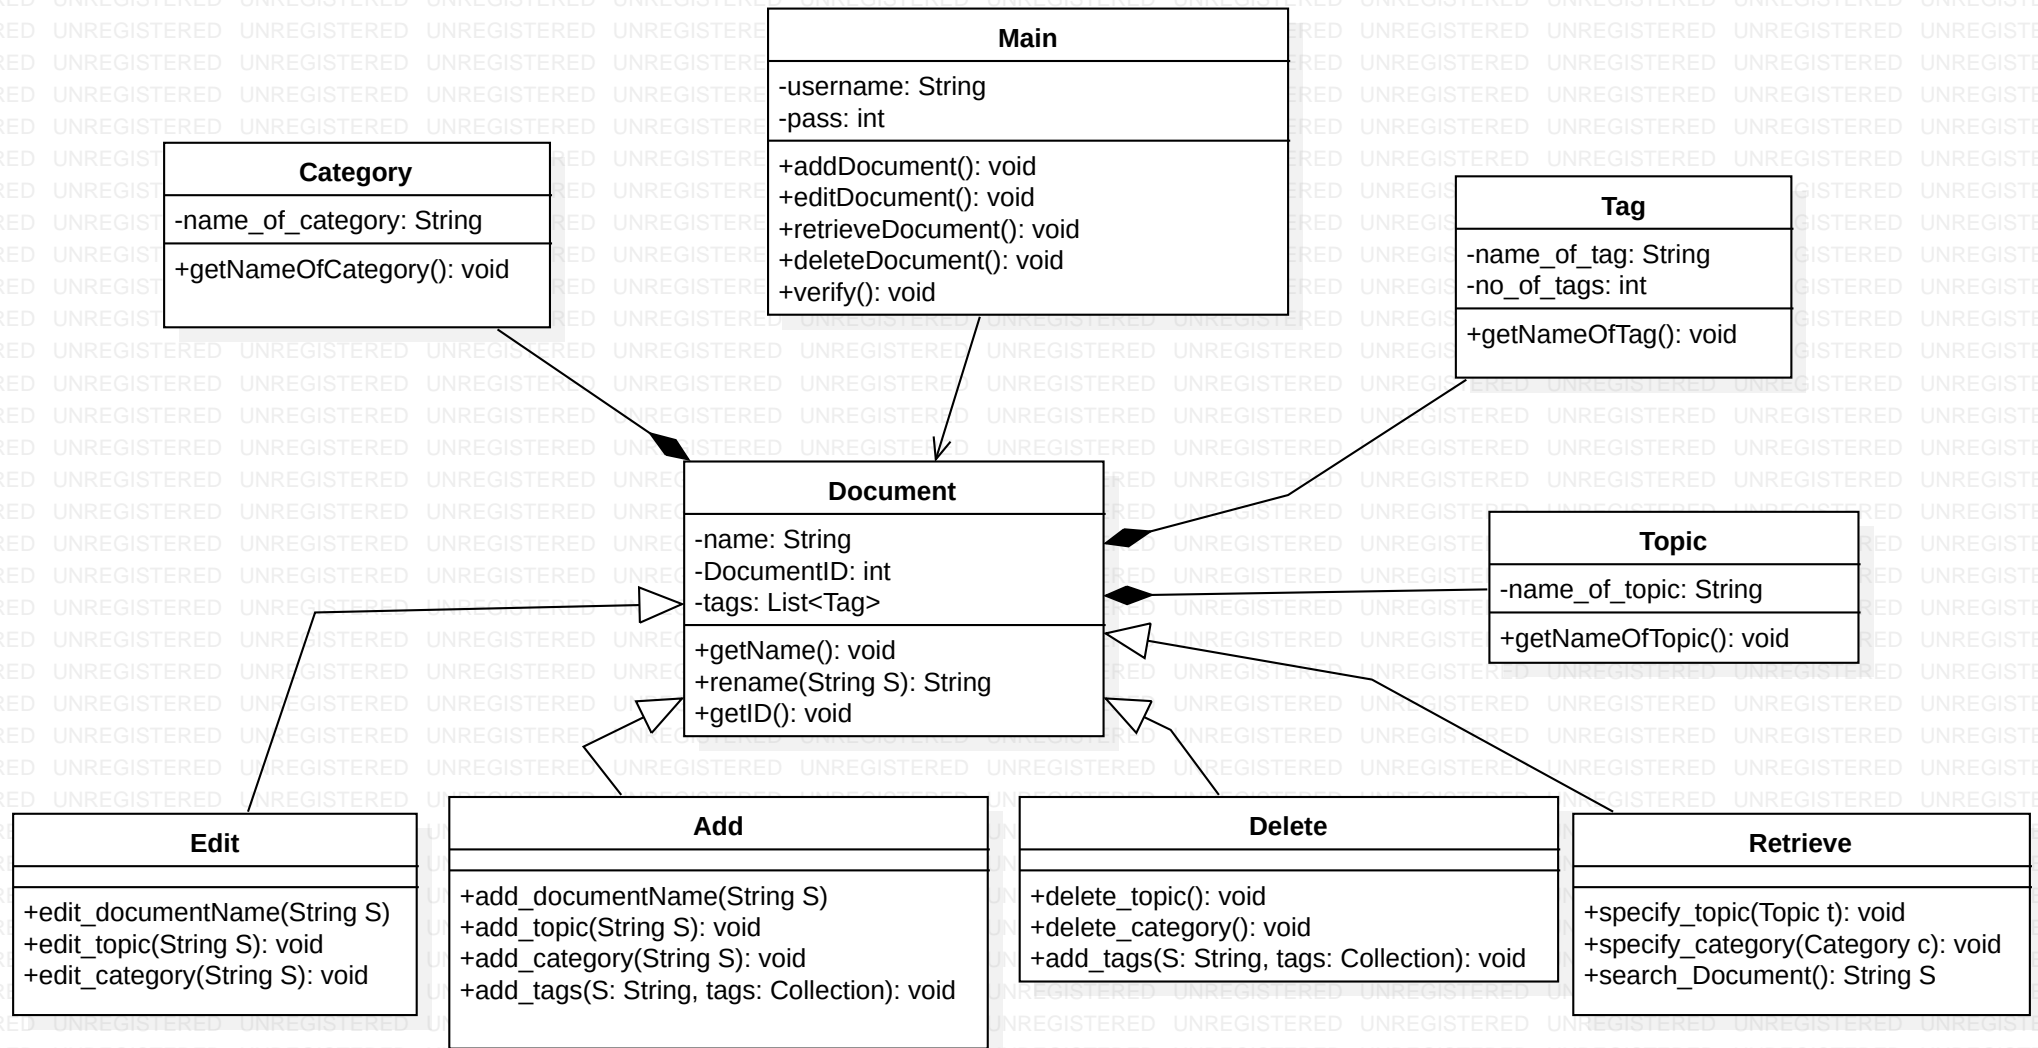 Main
-username: String
-pass: int
+addDocument(): void
+editDocument(): void
+retrieveDocument(): void
+deleteDocument(): void
+verify(): void
Category
-name_of_category: String
+getNameOfCategory(): void
Tag
-name_of_tag: String
-no_of_tags: int
+getNameOfTag(): void
Document
-name: String
-DocumentID: int
-tags: List<Tag>
+getName(): void
+rename(String S): String
+getID(): void
Topic
-name_of_topic: String
+getNameOfTopic(): void
Edit
+edit_documentName(String S)
+edit_topic(String S): void
+edit_category(String S): void
Add
+add_documentName(String S)
+add_topic(String S): void
+add_category(String S): void
+add_tags(S: String, tags: Collection): void
Delete
+delete_topic(): void
+delete_category(): void
+add_tags(S: String, tags: Collection): void
Retrieve
+specify_topic(Topic t): void
+specify_category(Category c): void
+search_Document(): String S
UNREGISTERED